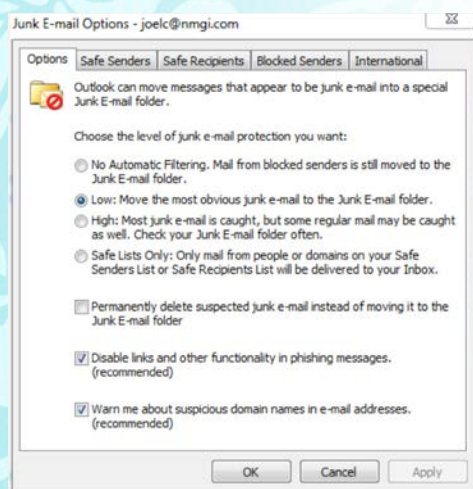 Junk E-mail Options - joelc@nmgi.com
Options Safe Senders Safe Recipients Blocked Senders International
Outlook can move messages that appear to be junk e-mail into a special
Junk E-mail folder.
Choose the level of junk e-mail protection you want:
No Automatic Filtering. Mail from blocked senders is still moved to the
Junk E-mail folder.
Low: Move the most obvious junk e-mail to the Junk E-mail folder.
High: Most junk e-mail is caught, but some regular mail may be caught
as well. Check your Junk E-mail folder often.
Safe Lists Only: Only mail from people or domains on your Safe
Senders List or Safe Recipients List will be delivered to your Inbox.
Permanently delete suspected junk e-mail instead of moving it to the
Junk E-mail folder
Disable links and other functionality in phishing messages.
(recommended)
Warn me about suspicious domain names in e-mail addresses.
(recommended)
OK Cancel Apply